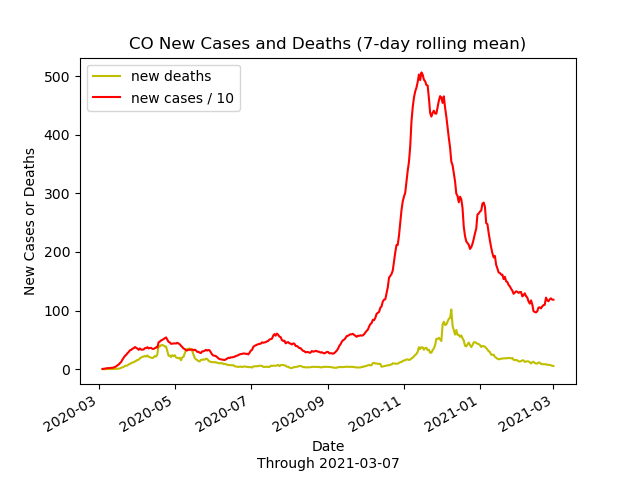 CO New Cases and Deaths (7-day rolling mean)
new deaths
new cases / 10
New Cases or Deaths
500
400
300
200
100
0
2020-03
2020-05
2020-07
2020-09
2020-11
2021-01
2021-03
Date
Through 2021-03-07